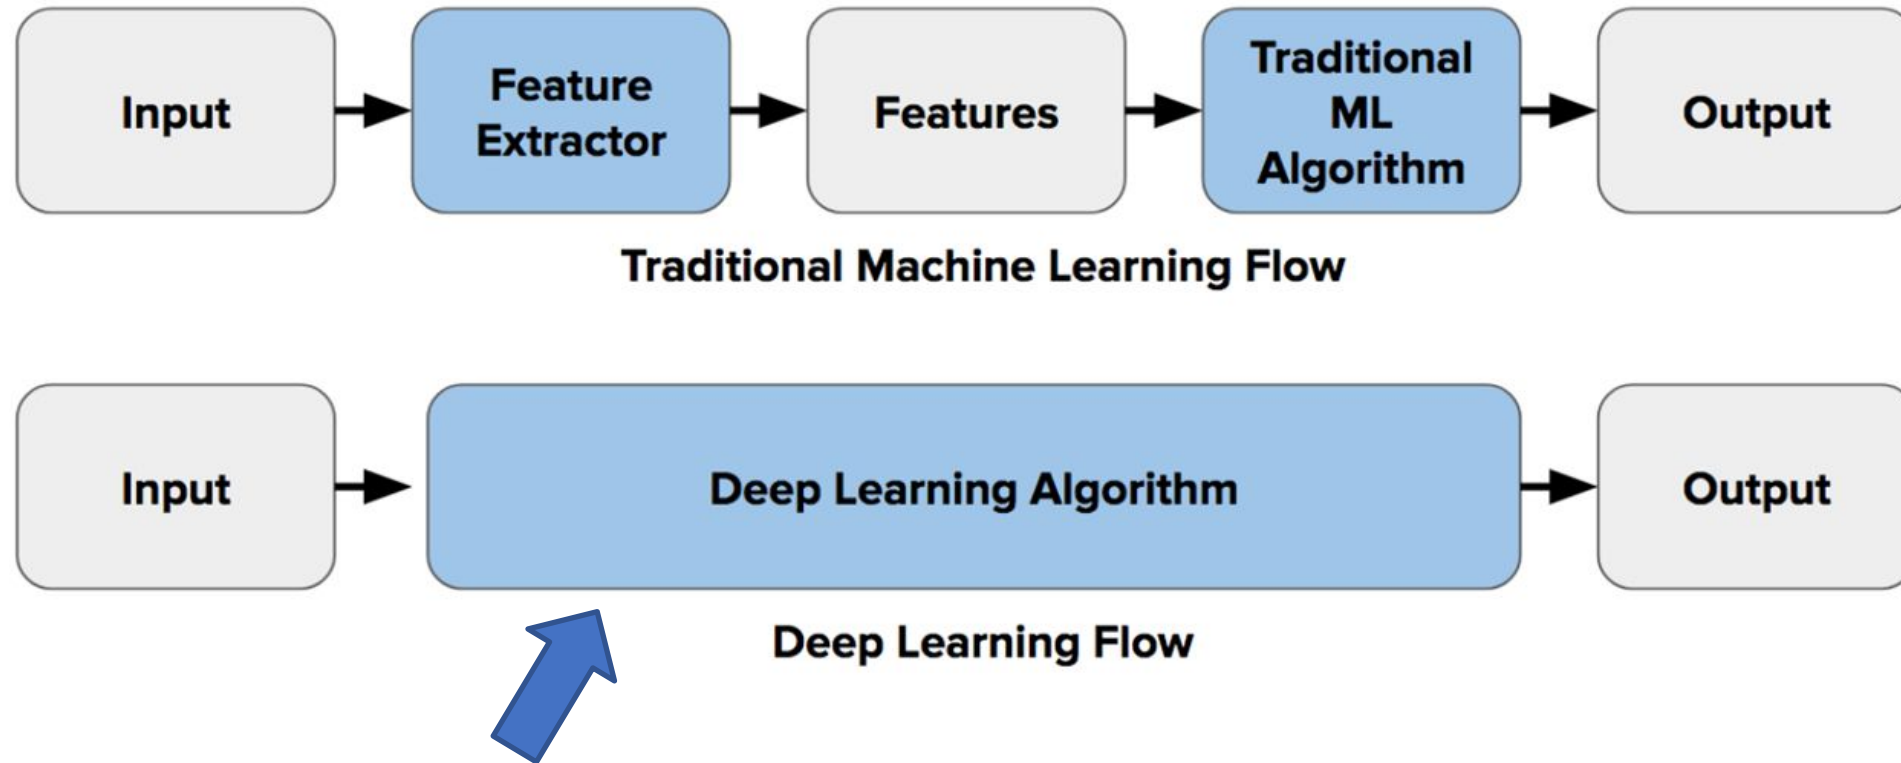 Input
Feature
Extractor
Features
Traditional
ML
Algorithm
Output
Traditional Machine Learning Flow
Input
Deep Learning Algorithm
Output
Deep Learning Flow